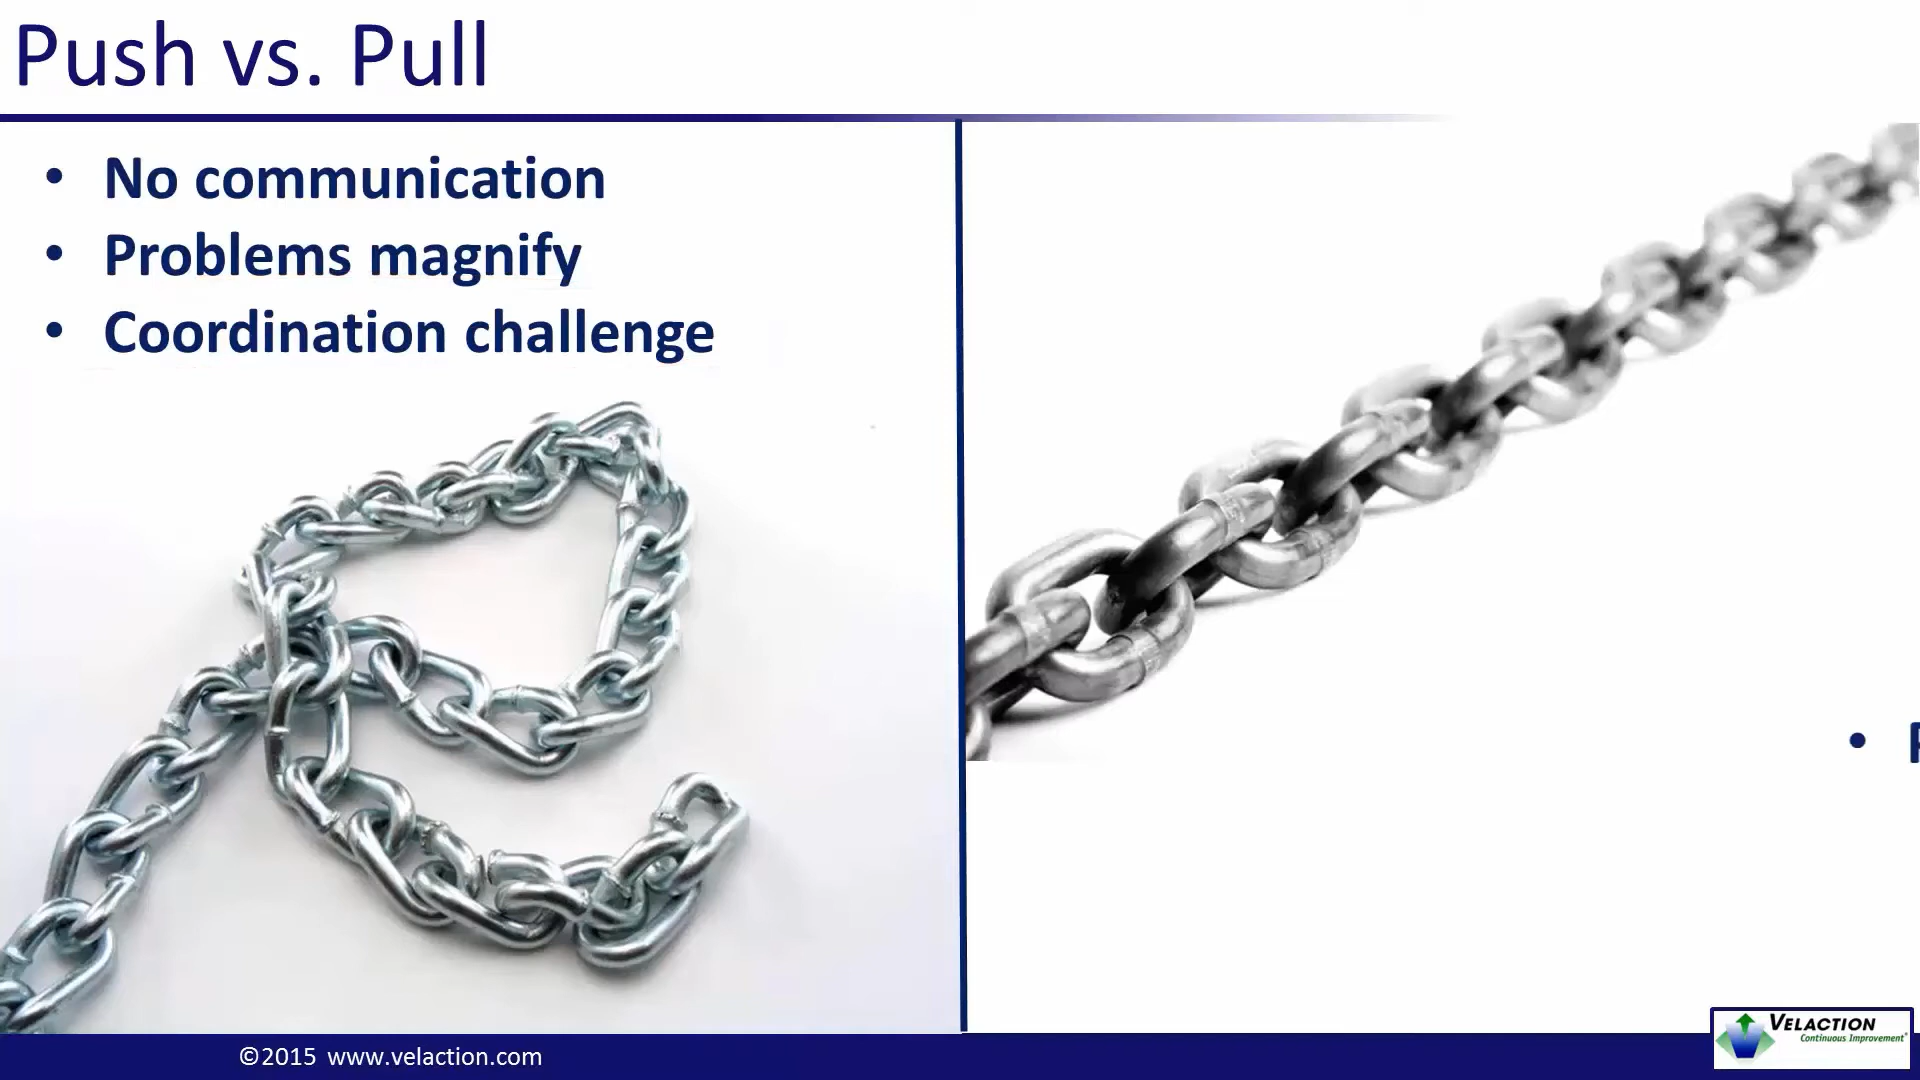 Push vs. Pull
• No communication
• Problems magnify
• Coordination challenge
•
©2015 www.velaction.com
VELACTION
Continuous Improvement